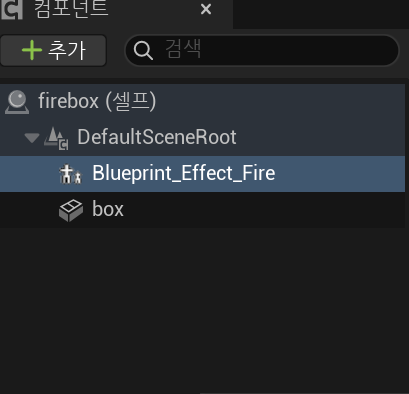 컴포넌트
추가
검색
firebox (셀프)
DefaultSceneRoot
Blueprint_Effect_Fire
box